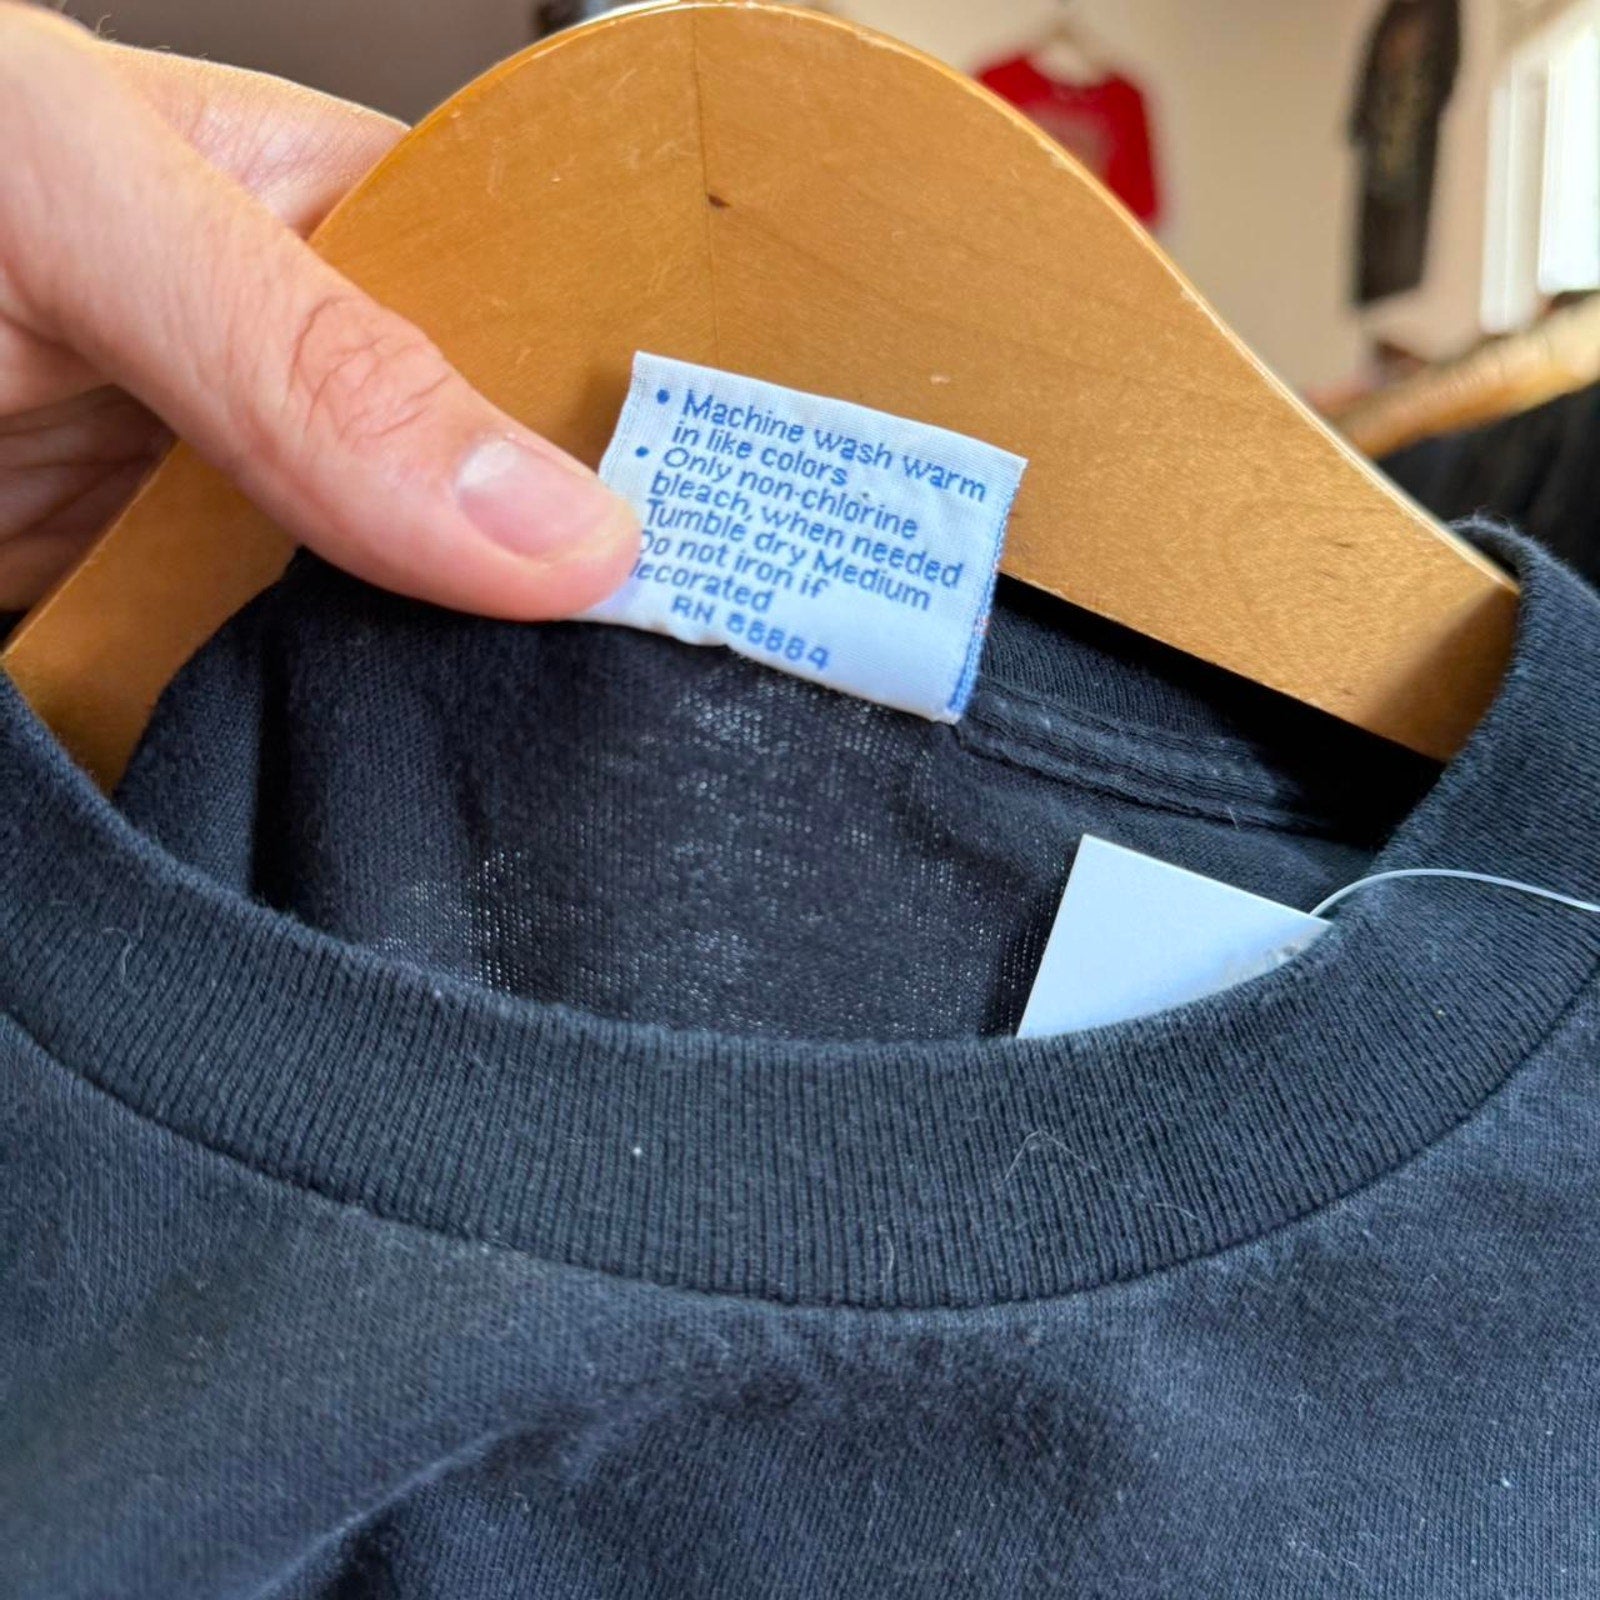 • Machine wash warm
in like colors
• Only non-chlorine
bleach, when needed
Tumble dry Medium
Do not iron if
decorated
RN